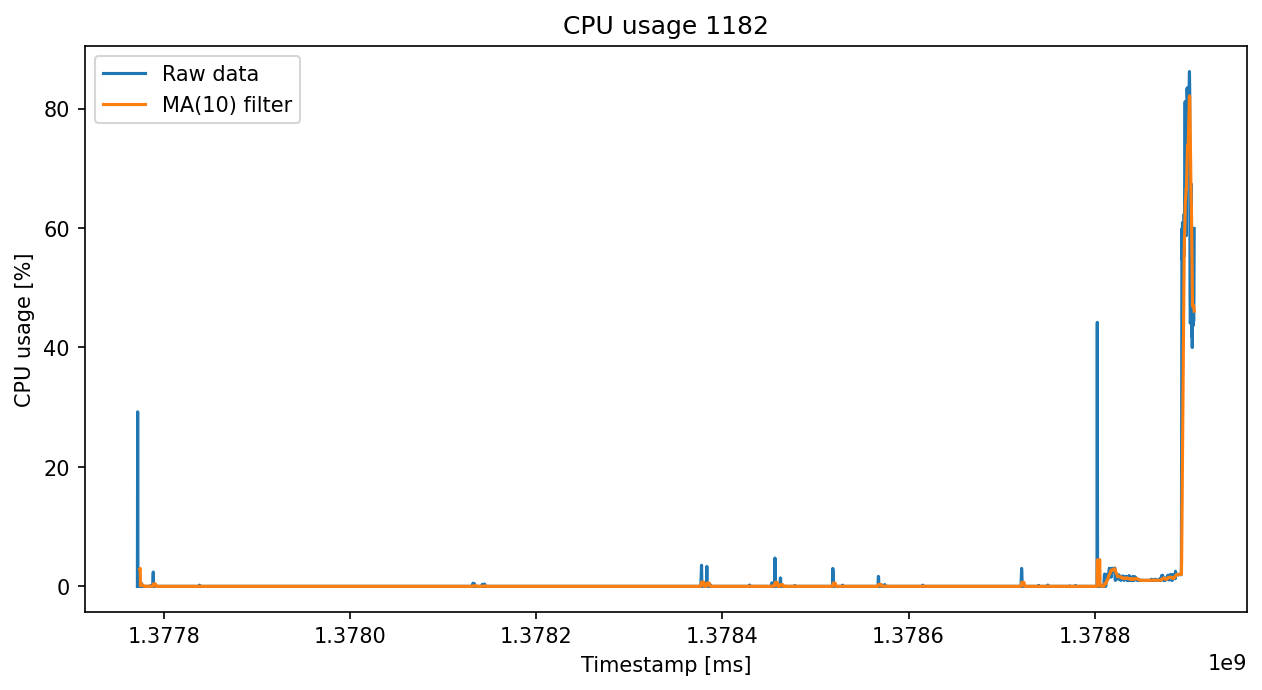 CPU usage 1182
Raw data
MA(10) filter
CPU usage [%]
80
60
40
20
0
1.3778 1.3780 1.3782 1.3784 1.3786 1.3788
1e9
Timestamp [ms]